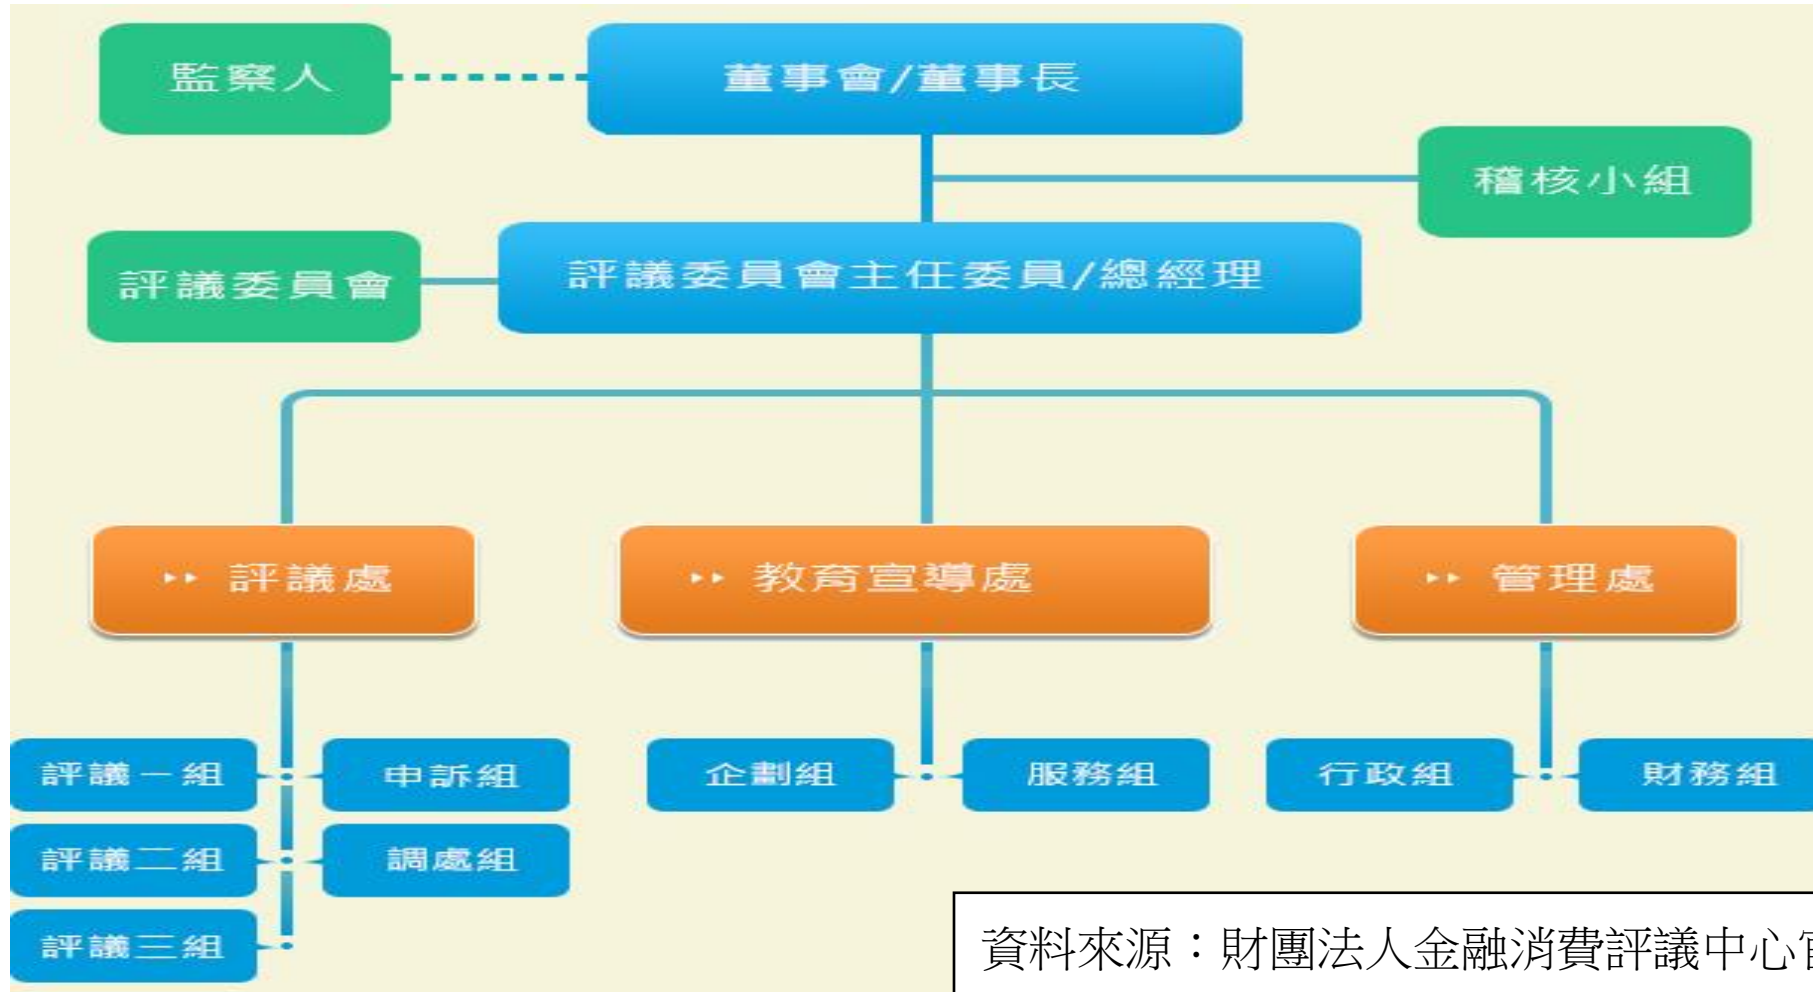 監察人
董事會/董事長
稽核小組
評議委員會
評議委員會主任委員/總經理
評議處
教育宣導處
管理處
評議一組
申訴組
企劃組
服務組
行政組
財務組
評議二組
調處組
評議三組
資料來源：財團法人金融消費評議中心